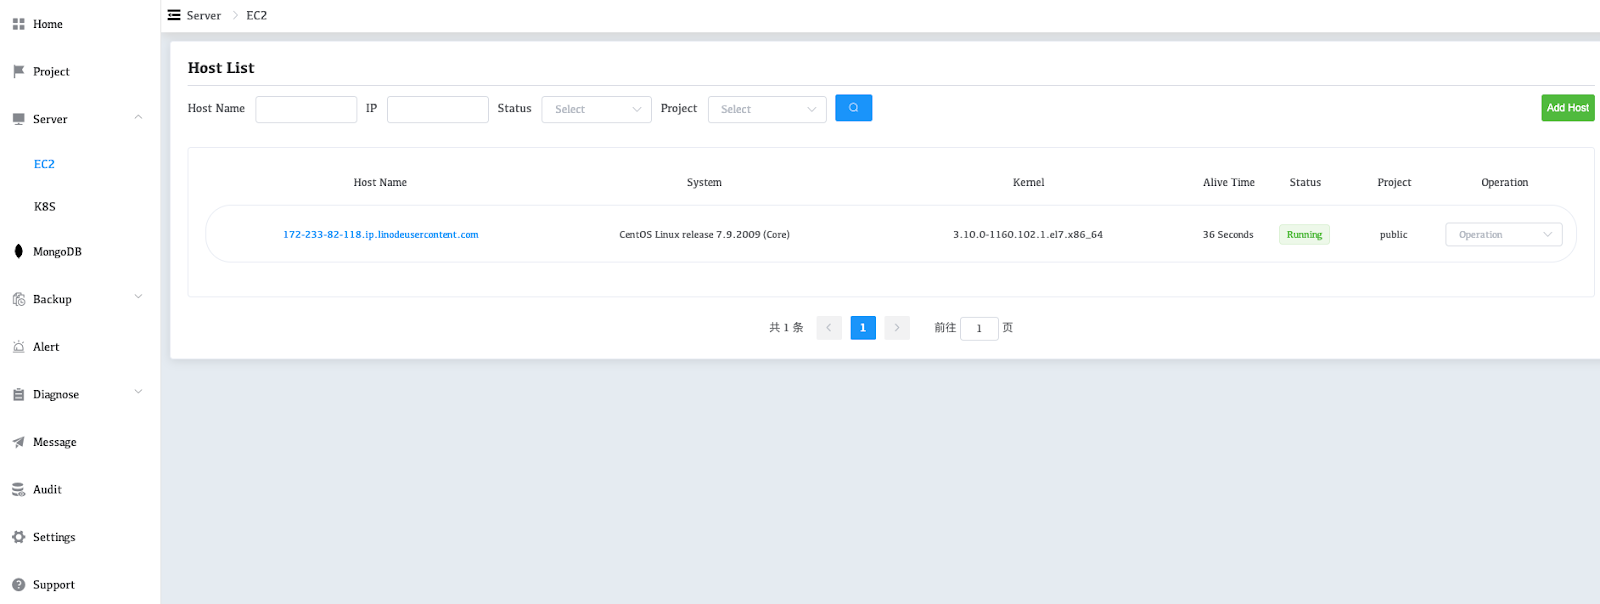 Home
Project
Server
EC2
K8S
MongoDB
Backup
Alert
Diagnose
Message
Audit
Settings
Support
Server > EC2
Host List
Host Name IP Status Select Project Select Add Host
Host Name System Kernel Alive Time Status Project Operation
172-233-82-118.ip.linodeusercontent.com CentOS Linux release 7.9.2009 (Core) 3.10.0-1160.102.1.el7.x86_64 36 Seconds Running public Operation
共 1 条 < 1 > 前往 1 页